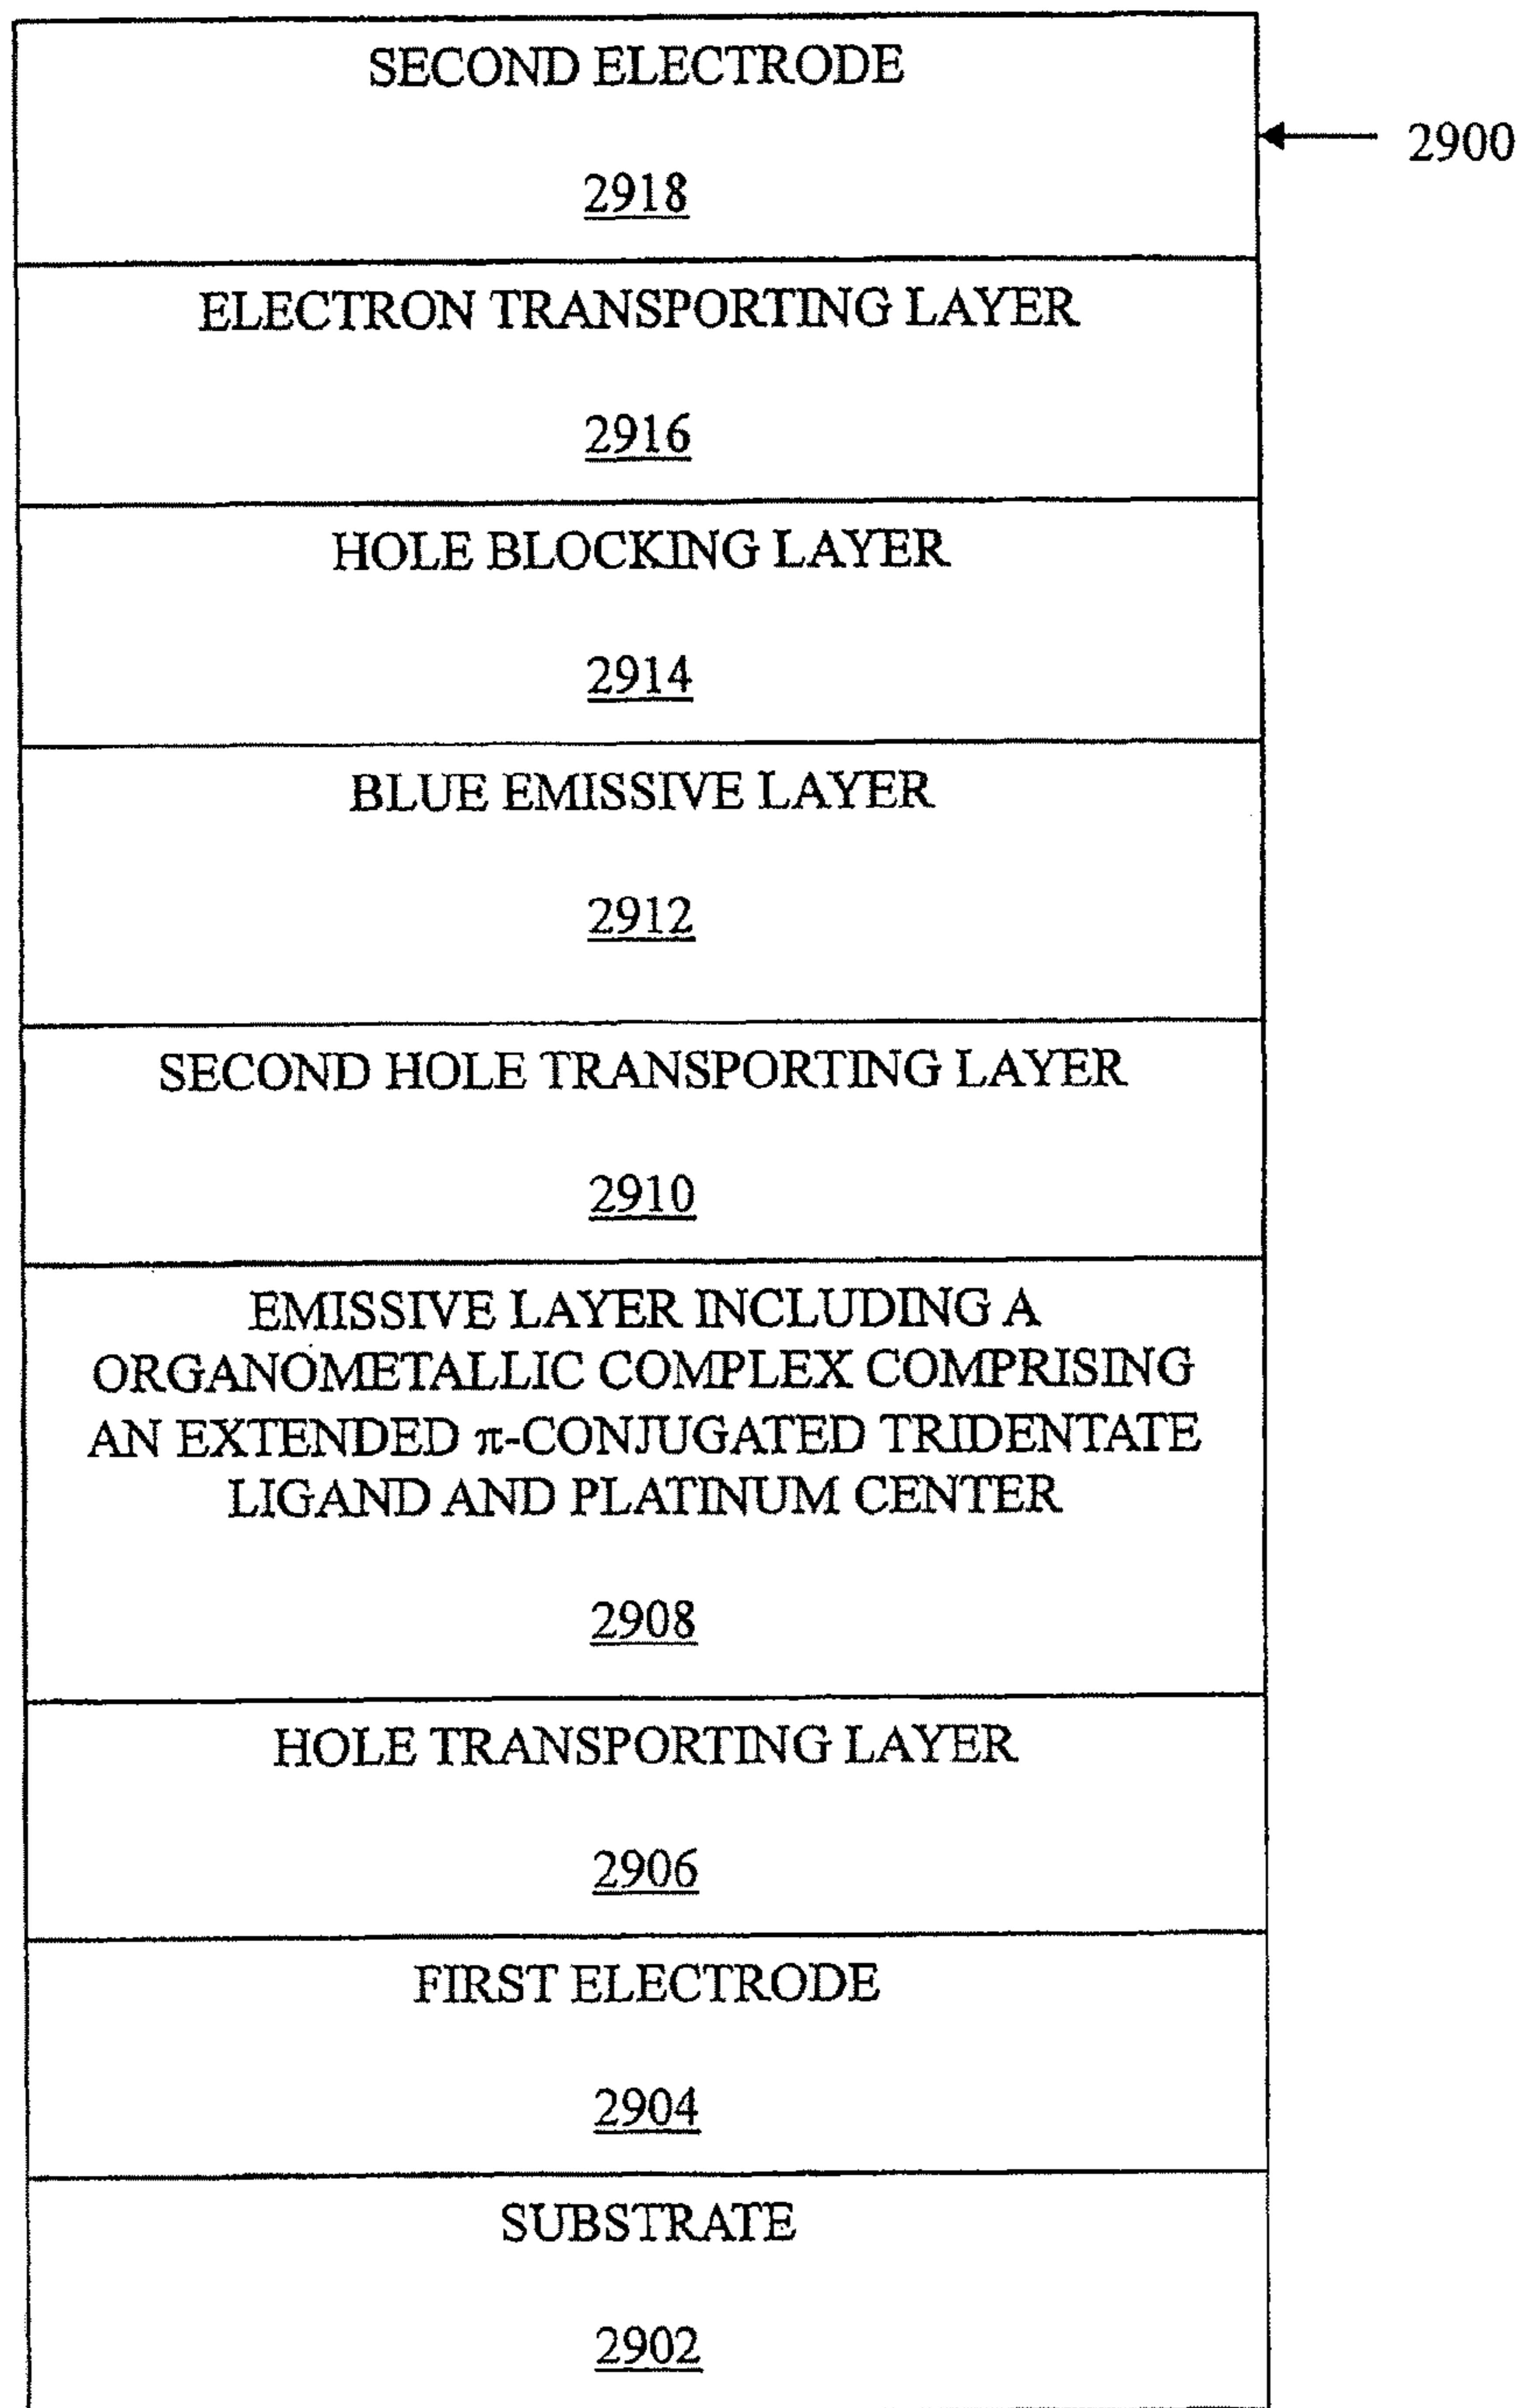 SECOND ELECTRODE
2900
2918
ELECTRON TRANSPORTING LAYER
2916
HOLE BLOCKING LAYER
2914
BLUE EMISSIVE LAYER
2912
SECOND HOLE TRANSPORTING LAYER
2910
EMISSIVE LAYER INCLUDING A
ORGANOMETALLIC COMPLEX COMPRISING
AN EXTENDED π-CONJUGATED TRIDENTATE
LIGAND AND PLATINUM CENTER
2908
HOLE TRANSPORTING LAYER
2906
FIRST ELECTRODE
2904
SUBSTRATE
2902